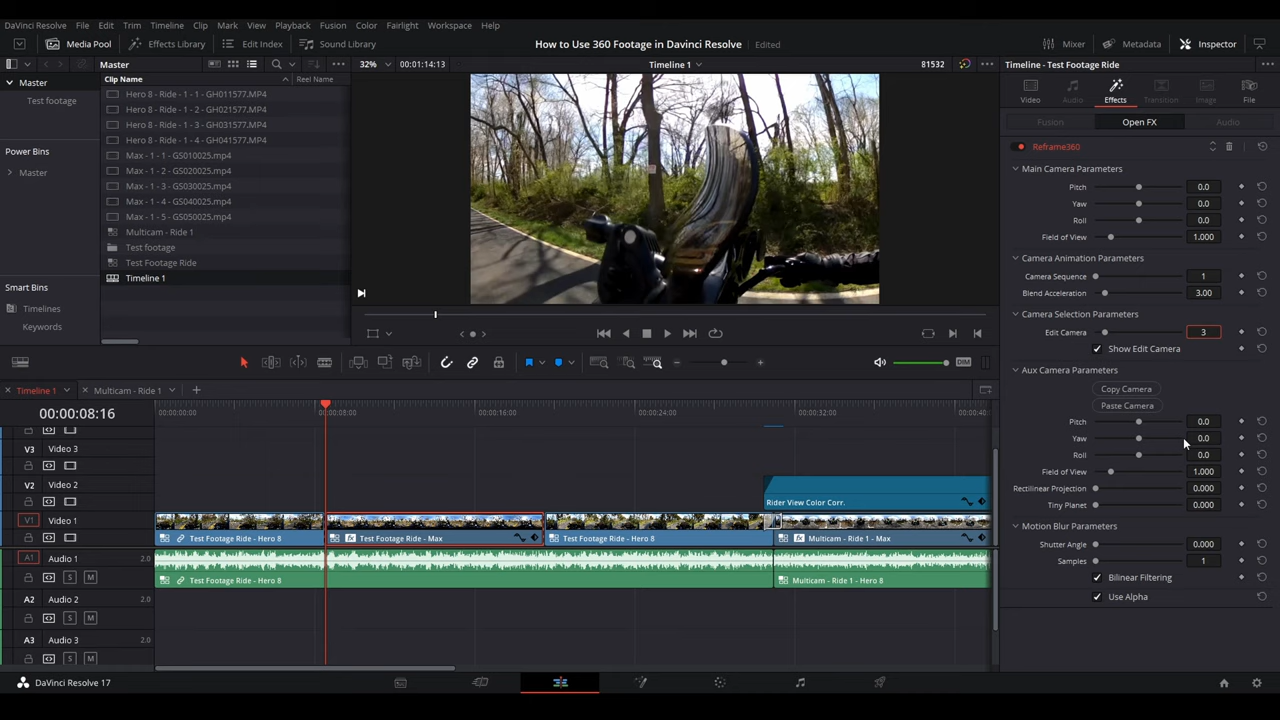 DaVinci Resolve File Edit Trim Timeline Clip Mark View Playback Fusion Color Fairlight Workspace Help
Media Pool Effects Library Edit Index Sound Library How to Use 360 Footage in Davinci Resolve Edited Mixer Metadata Inspector
Master 32% 00:01:14:13 Timeline 1 81532 Timeline - Test Footage Ride
Master Clip Name Reel Name
Test footage
Power Bins
Master
Smart Bins
Timelines
Keywords
Hero 8 - Ride - 1 - 1 - GH011577.MP4
Hero 8 - Ride - 1 - 2 - GH021577.MP4
Hero 8 - Ride - 1 - 3 - GH031577.MP4
Hero 8 - Ride - 1 - 4 - GH041577.MP4
Max - 1 - 1 - GS010025.mp4
Max - 1 - 2 - GS020025.mp4
Max - 1 - 3 - GS030025.mp4
Max - 1 - 4 - GS040025.mp4
Max - 1 - 5 - GS050025.mp4
Multicam - Ride 1
Test footage
Test Footage Ride
Timeline 1
Video Audio Effects Transition Image File
Fusion Open FX Audio
Reframe360
Main Camera Parameters
Pitch 0.0
Yaw 0.0
Roll 0.0
Field of View 1.000
Camera Animation Parameters
Camera Sequence 1
Blend Acceleration 3.00
Camera Selection Parameters
Edit Camera 3
Show Edit Camera
Aux Camera Parameters
Copy Camera
Paste Camera
Pitch 0.0
Yaw 0.0
Roll 0.0
Field of View 1.000
Rectilinear Projection 0.000
Tiny Planet 0.000
Motion Blur Parameters
Shutter Angle 0.000
Samples 1
Bilinear Filtering
Use Alpha
DIM
Timeline 1 Multicam - Ride 1
00:00:08:16 00:00:00:00 00:00:08:00 00:00:16:00 00:00:24:00 00:00:32:00 00:00:40
V3 Video 3
V2 Video 2 Rider View Color Corr.
V1 Video 1
Test Footage Ride - Hero 8 Test Footage Ride - Max Test Footage Ride - Hero 8 Multicam - Ride 1 - Max
A1 Audio 1 2.0
S M Test Footage Ride - Hero 8 Multicam - Ride 1 - Hero 8
A2 Audio 2 2.0
S M
A3 Audio 3 2.0
S M
DaVinci Resolve 17